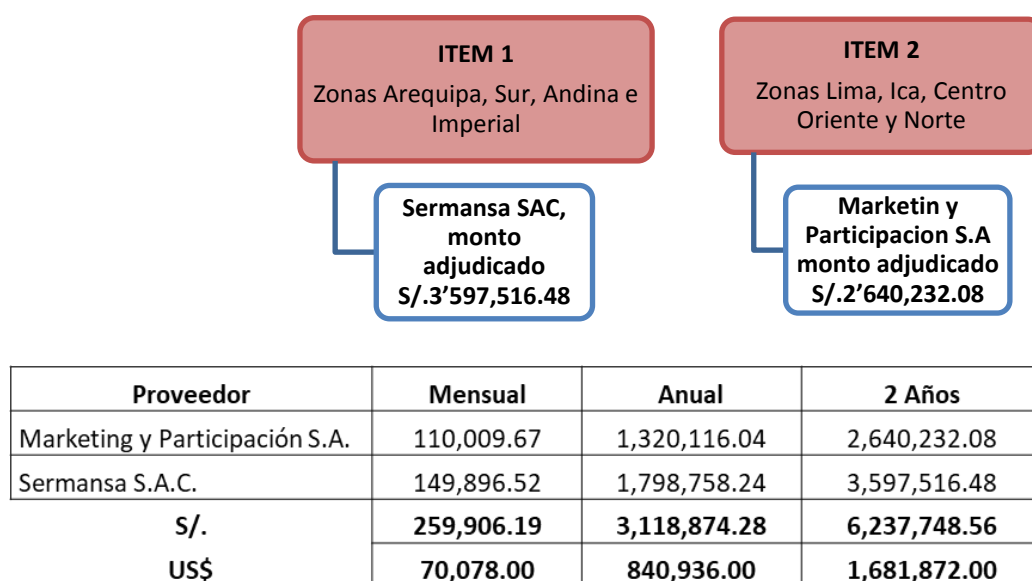 ITEM 1
Zonas Arequipa, Sur, Andina e
Imperial
Sermansa SAC,
monto
adjudicado
S/.3’597,516.48
ITEM 2
Zonas Lima, Ica, Centro
Oriente y Norte
Marketin y
Participacion S.A
monto adjudicado
S/.2’640,232.08
Proveedor Mensual Anual 2 Años
Marketing y Participación S.A. 110,009.67 1,320,116.04 2,640,232.08
Sermansa S.A.C. 149,896.52 1,798,758.24 3,597,516.48
S/. 259,906.19 3,118,874.28 6,237,748.56
US$ 70,078.00 840,936.00 1,681,872.00